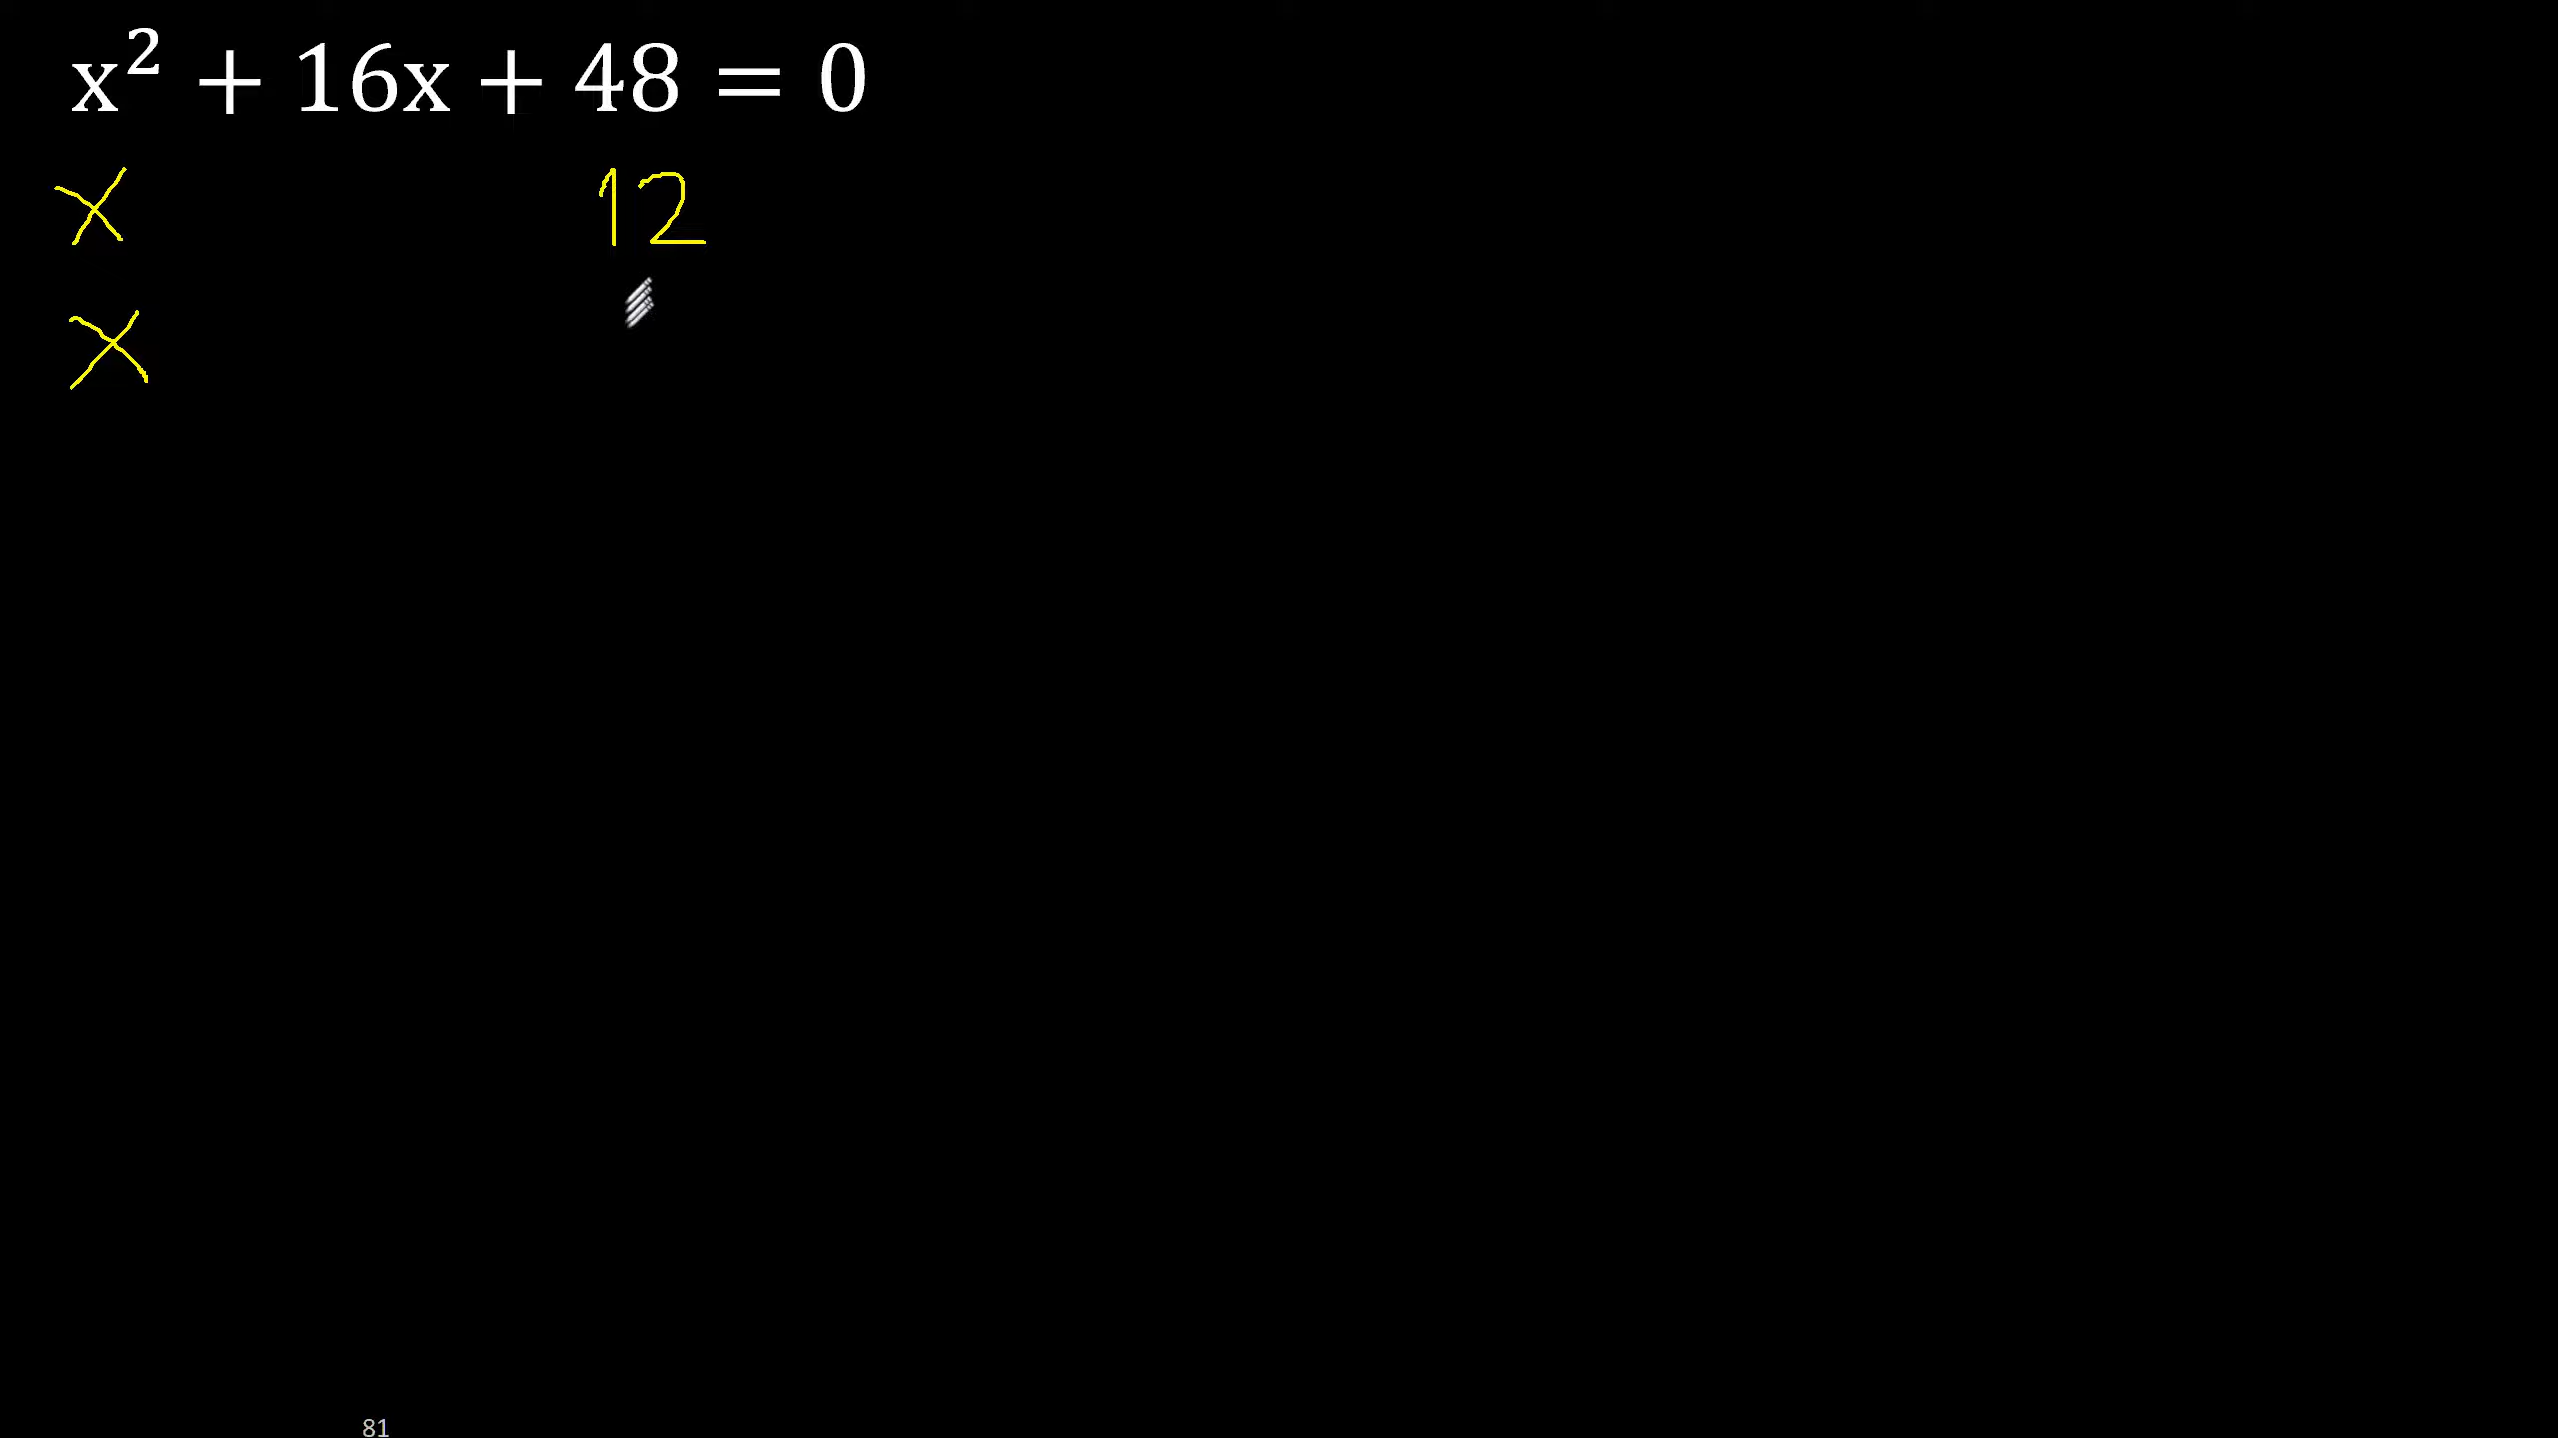 x² + 16x + 48 = 0
x 12
x
81